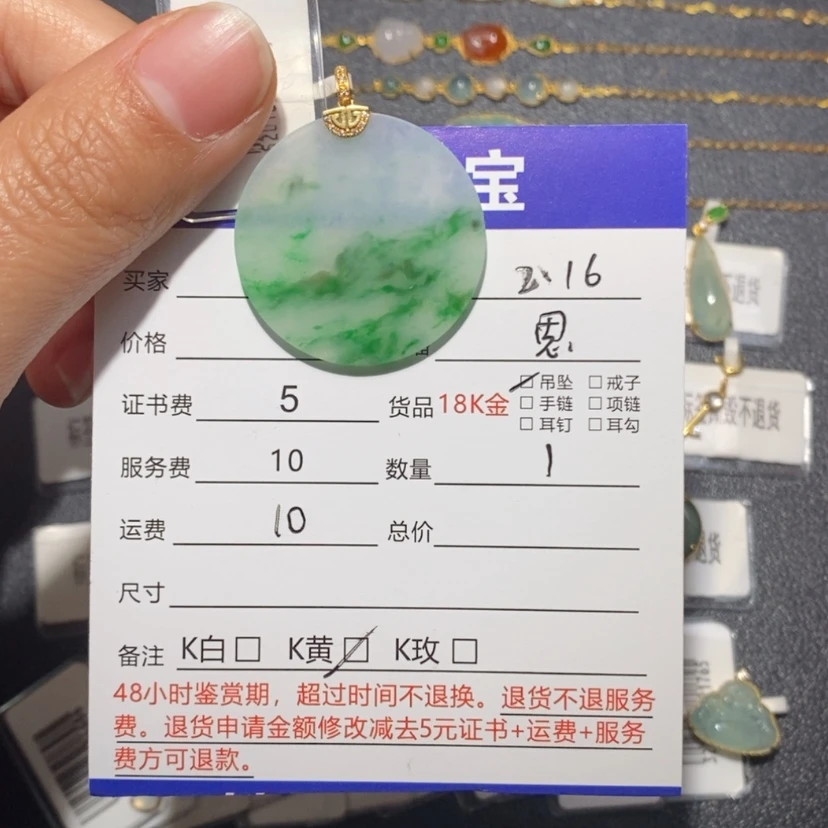 宝
买家 2.16
价格 恩
证书费 5 货品 18K金 ☑吊坠 □戒子
□手链 □项链
□耳钉 □耳勾
服务费 10 数量 1
运费 10 总价
尺寸
备注 K白□ K黄☑ K玫□
48小时鉴赏期，超过时间不退换。退货不退服务
费。退货申请金额修改减去5元证书+运费+服务
费方可退款。
不退货